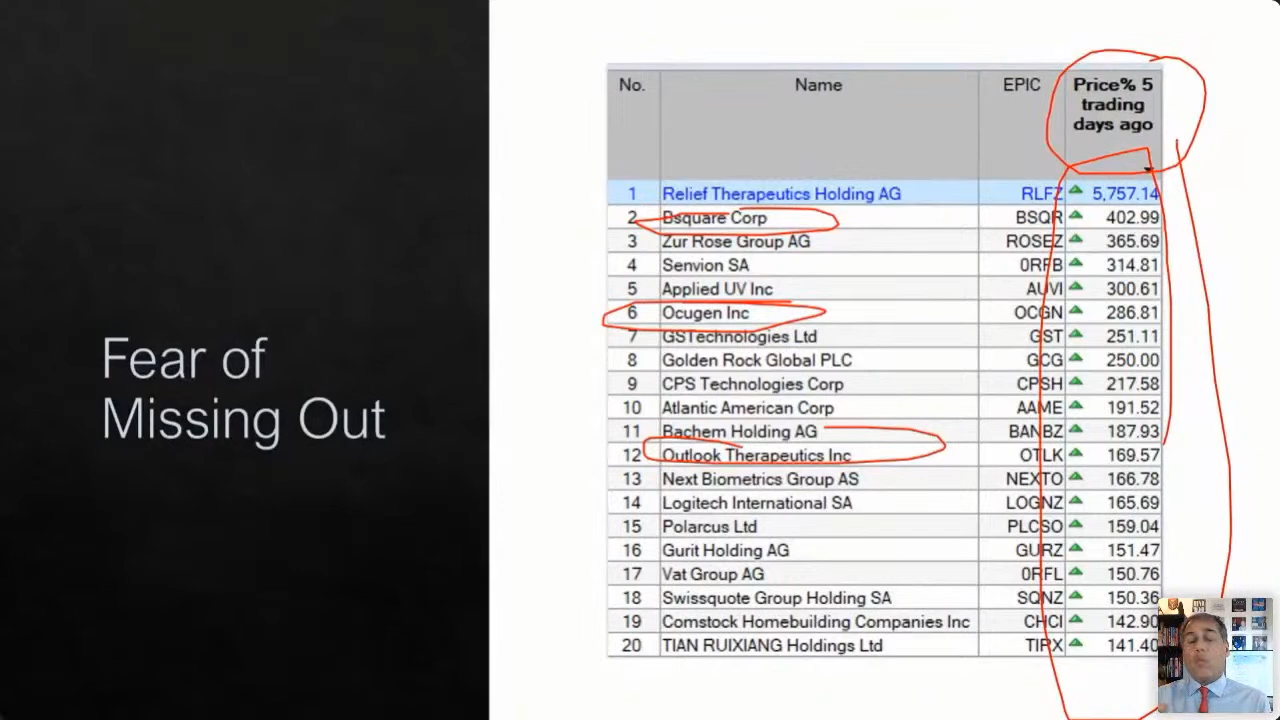 Fear of
Missing Out
No. Name EPIC Price% 5
trading
days ago
1 Relief Therapeutics Holding AG RLFZ 5,757.14
2 Bsquare Corp BSQR 402.99
3 Zur Rose Group AG ROSEZ 365.69
4 Senvion SA 0RFB 314.81
5 Applied UV Inc AUVI 300.61
6 Ocugen Inc OCGN 286.81
7 GSTechnologies Ltd GST 251.11
8 Golden Rock Global PLC GCG 250.00
9 CPS Technologies Corp CPSH 217.58
10 Atlantic American Corp AAME 191.52
11 Bachem Holding AG BANBZ 187.93
12 Outlook Therapeutics Inc OTLK 169.57
13 Next Biometrics Group AS NEXTO 166.78
14 Logitech International SA LOGNZ 165.69
15 Polarcus Ltd PLCSO 159.04
16 Gurit Holding AG GURZ 151.47
17 Vat Group AG 0RFL 150.76
18 Swissquote Group Holding SA SQNZ 150.36
19 Comstock Homebuilding Companies Inc CHCI 142.90
20 TIAN RUIXIANG Holdings Ltd TIPX 141.40